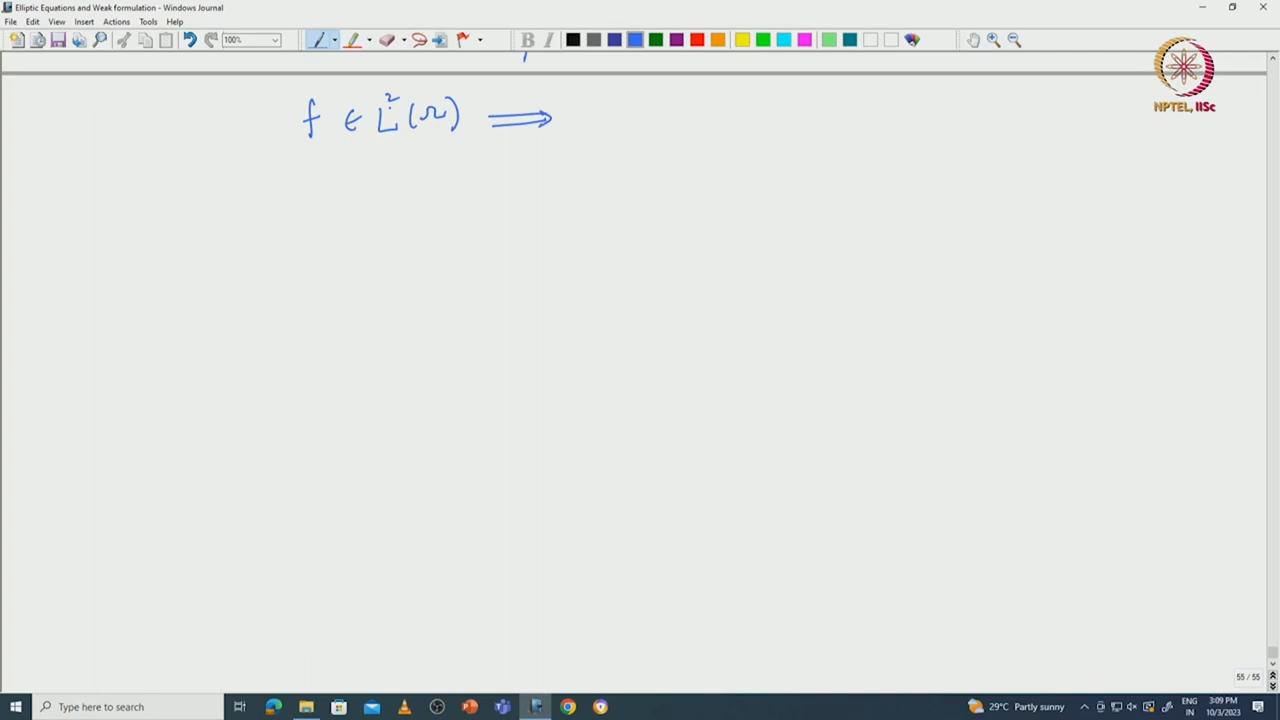 Elliptic Equations and Weak formulation - Windows Journal
File Edit View Insert Actions Tools Help
100%
B I
NPTEL, IISc
f ∈ L²(Ω) ⟹
55 / 55
Type here to search
29°C Partly sunny
ENG
IN
3:09 PM
10/3/2023